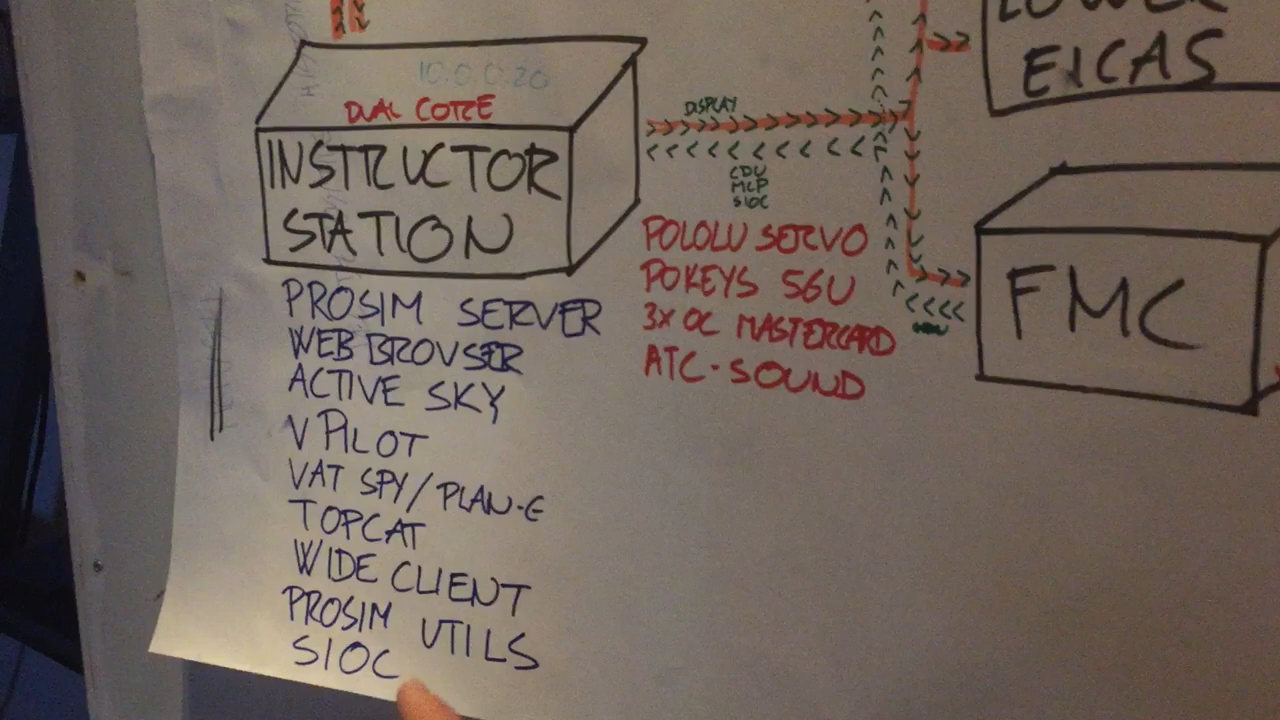 LOWER
EICAS
10.0.0.20
DUAL CORE
INSTRUCTOR
STATION
DISPLAY
CDU
MCP
SIOC
POLOLU SERVO
POKEYS 56U
3X OC MASTERCARD
ATC-SOUND
FMC
PROSIM SERVER
WEB BROVSER
ACTIVE SKY
VPILOT
VAT SPY/PLAN-E
TOPCAT
WIDE CLIENT
PROSIM UTILS
SIOC